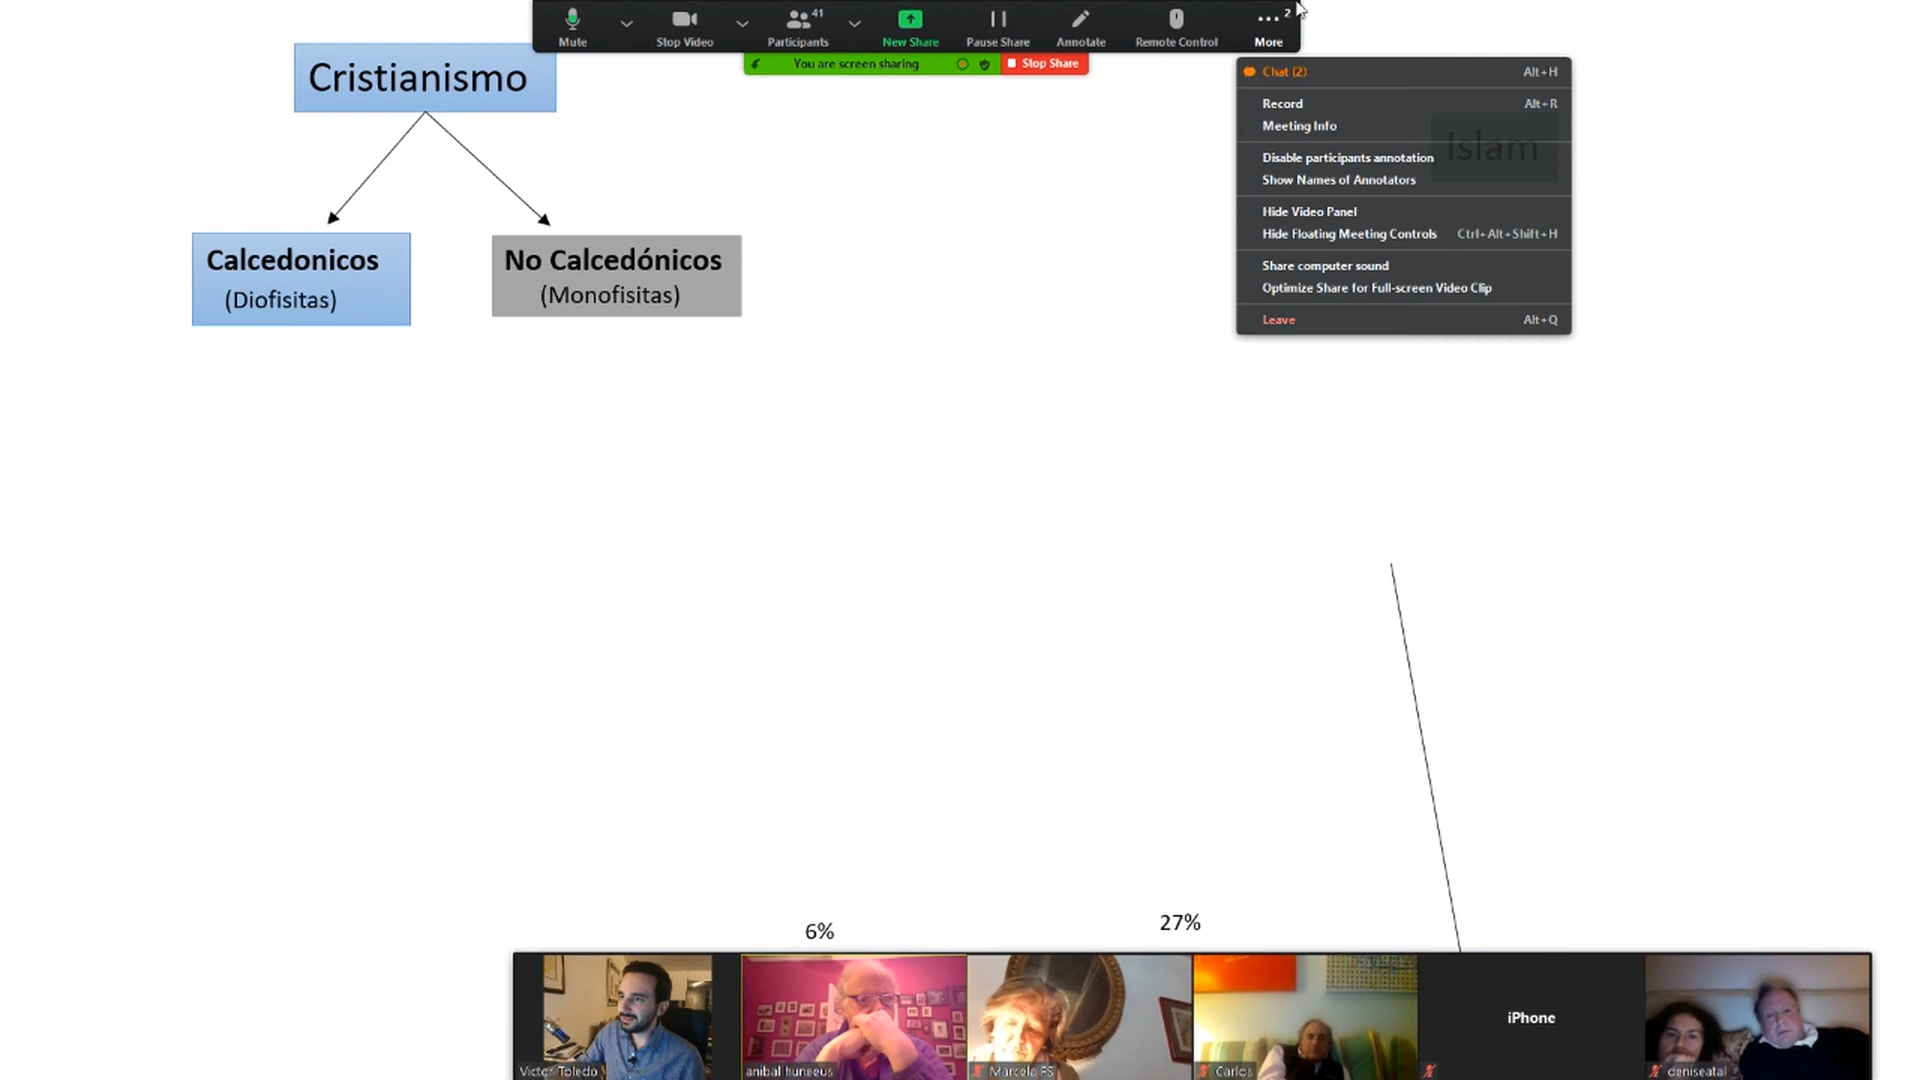 41
2
Mute
Stop Video
Participants
New Share
Pause Share
Annotate
Remote Control
More
You are screen sharing
Stop Share
Cristianismo
Chat (2) Alt+H
Record Alt+R
Meeting Info
Islam
Disable participants annotation
Show Names of Annotators
Hide Video Panel
Hide Floating Meeting Controls Ctrl+Alt+Shift+H
Share computer sound
Optimize Share for Full-screen Video Clip
Leave Alt+Q
Calcedonicos
(Diofisitas)
No Calcedónicos
(Monofisitas)
6%
27%
iPhone
Victor Toledo
anibal huneeus
Marcela FS
Carlos
deniseatal